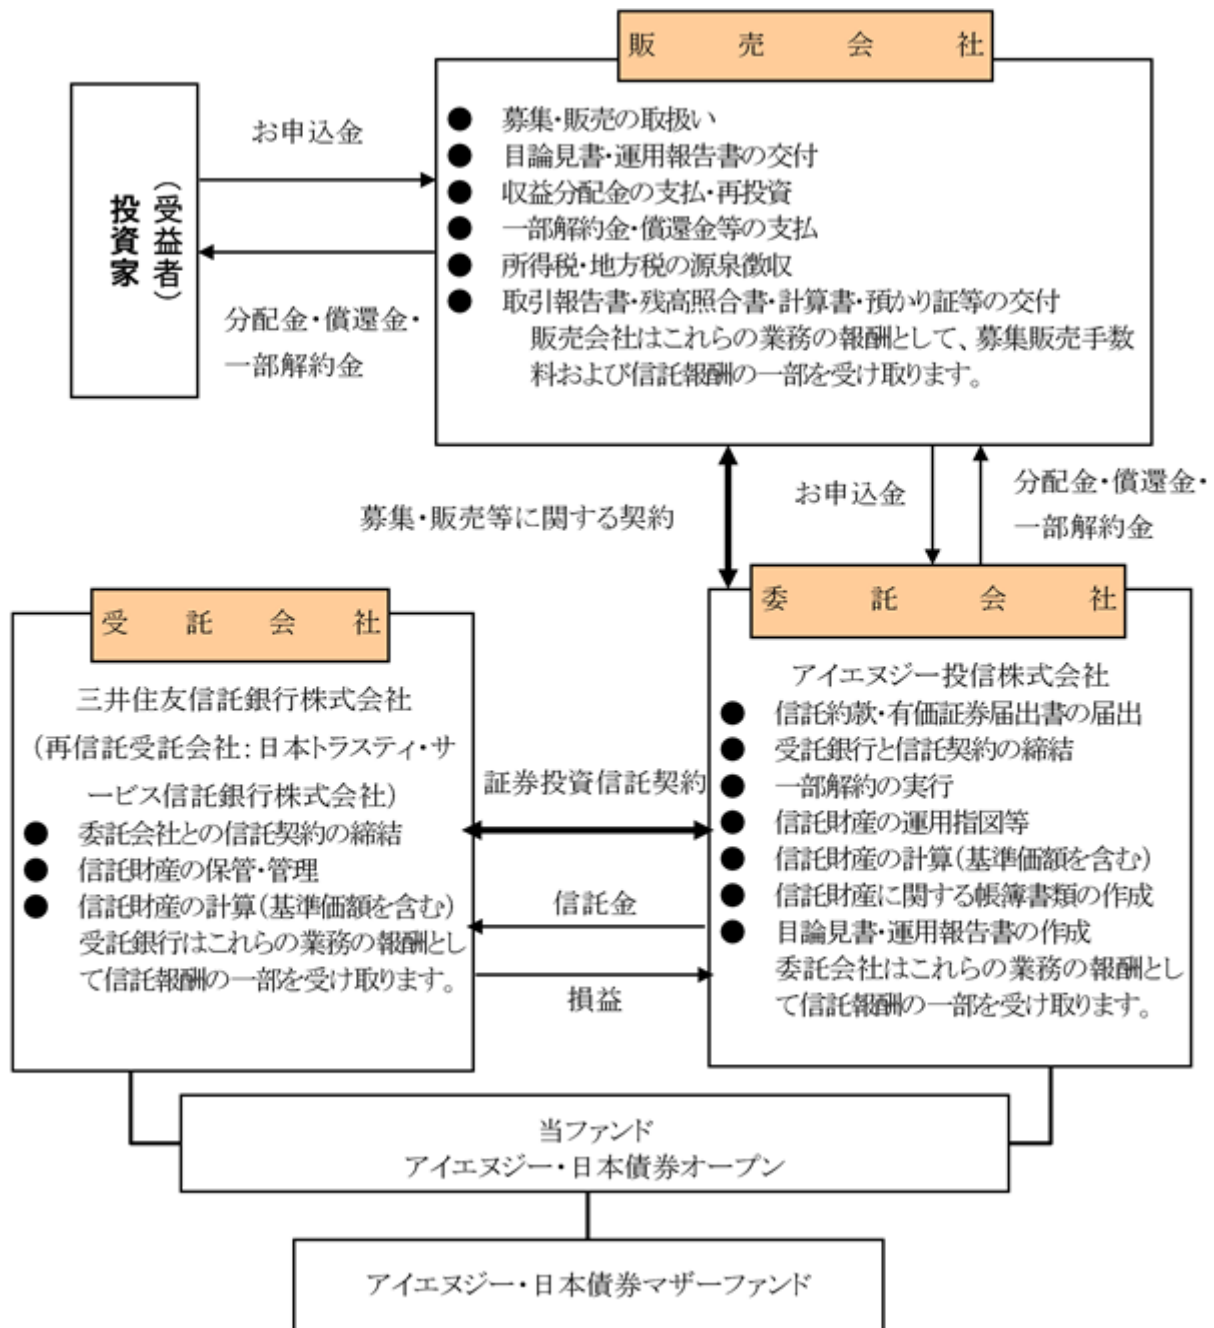 販売会社
(受益者)
投資家
お申込金
分配金・償還金・
一部解約金
● 募集・販売の取扱い
● 目論見書・運用報告書の交付
● 収益分配金の支払・再投資
● 一部解約金・償還金等の支払
● 所得税・地方税の源泉徴収
● 取引報告書・残高照合書・計算書・預かり証等の交付
販売会社はこれらの業務の報酬として、募集販売手数
料および信託報酬の一部を受け取ります。
募集・販売等に関する契約
お申込金
分配金・償還金・
一部解約金
受託会社
三井住友信託銀行株式会社
(再信託受託会社:日本トラスティ・サ
ービス信託銀行株式会社)
● 委託会社との信託契約の締結
● 信託財産の保管・管理
● 信託財産の計算(基準価額を含む)
受託銀行はこれらの業務の報酬とし
て信託報酬の一部を受け取ります。
証券投資信託契約
信託金
損益
委託会社
アイエヌジー投信株式会社
● 信託約款・有価証券届出書の届出
● 受託銀行と信託契約の締結
● 一部解約の実行
● 信託財産の運用指図等
● 信託財産の計算(基準価額を含む)
● 信託財産に関する帳簿書類の作成
● 目論見書・運用報告書の作成
委託会社はこれらの業務の報酬とし
て信託報酬の一部を受け取ります。
当ファンド
アイエヌジー・日本債券オープン
アイエヌジー・日本債券マザーファンド